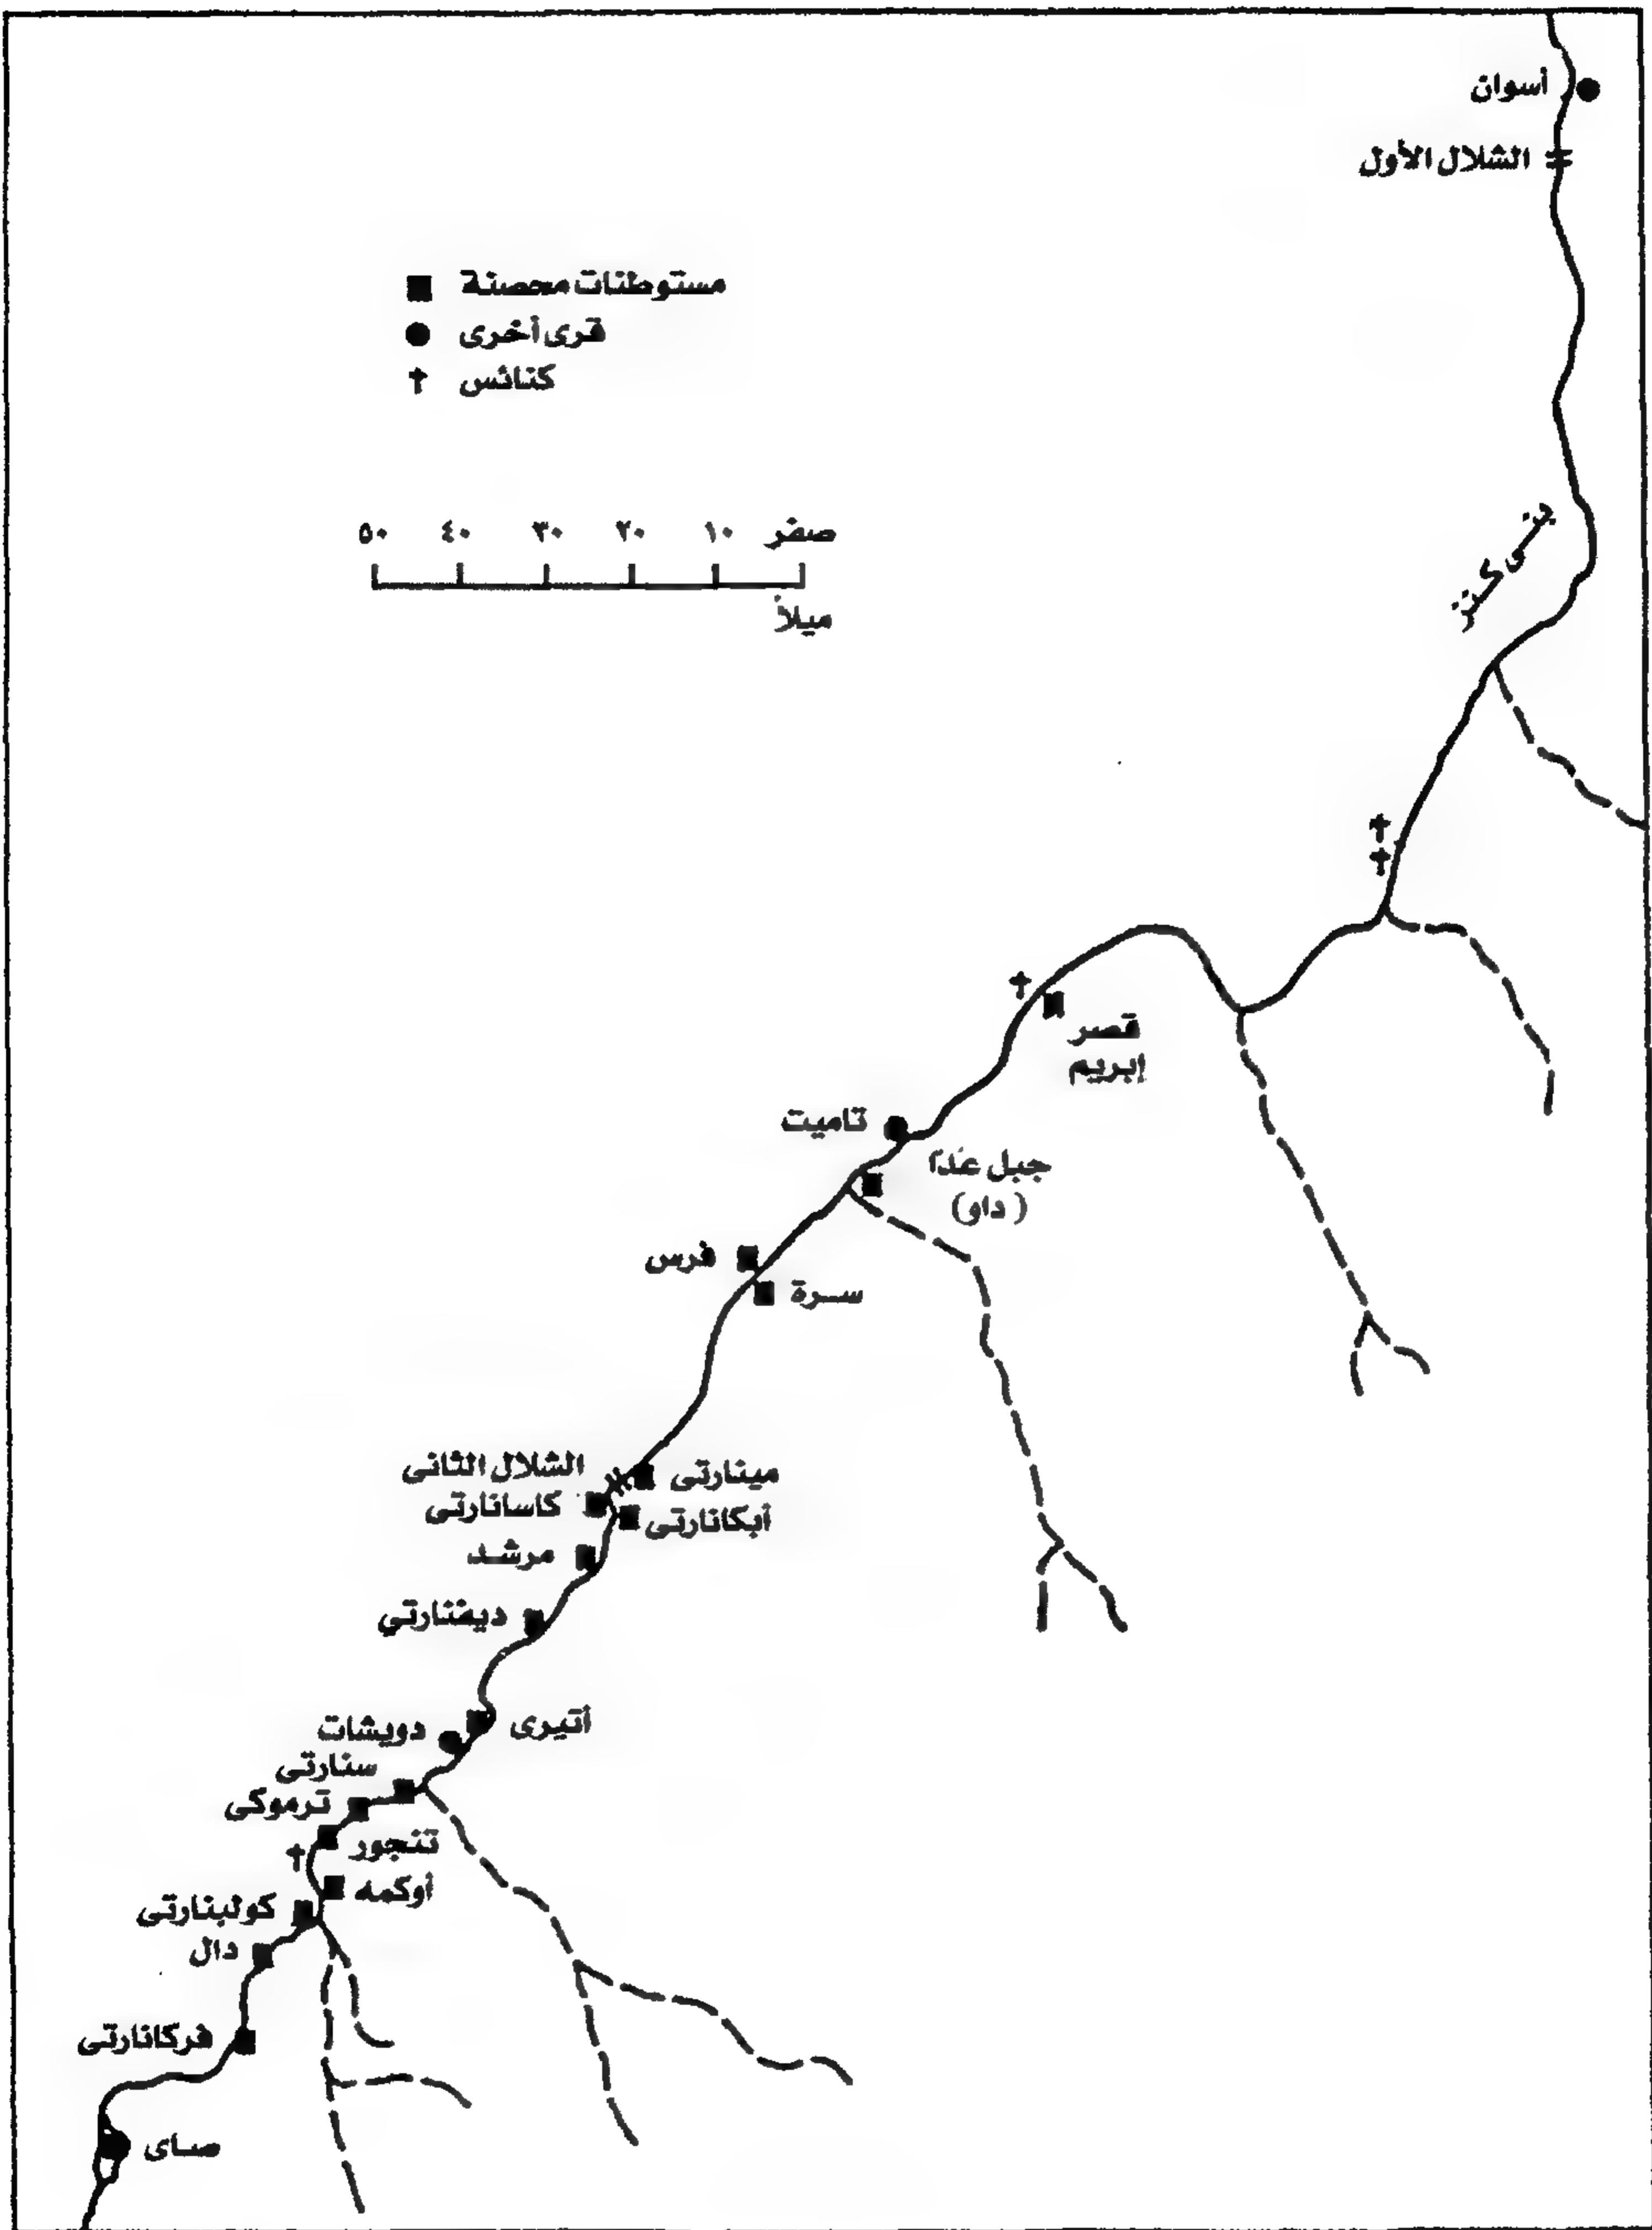 أسوان
الشلال الأول
مستوطنات محصنة
قرى أخرى
كنائس
صفر ١٠ ٢٠ ٣٠ ٤٠ ٥٠
ميلاً
بنى كنز
قصر
إبريم
تاميت
جبل عدا
(داو)
فرس
سرة
الشلال الثانى
مينارتى
كاسانارتى
أبكانارتى
مرشد
ديفنارتي
أتيرى
دويشات
سنارتى
ترموكى
تنجور
أوكمه
كولبنارتى
دال
فركانارتى
صاى